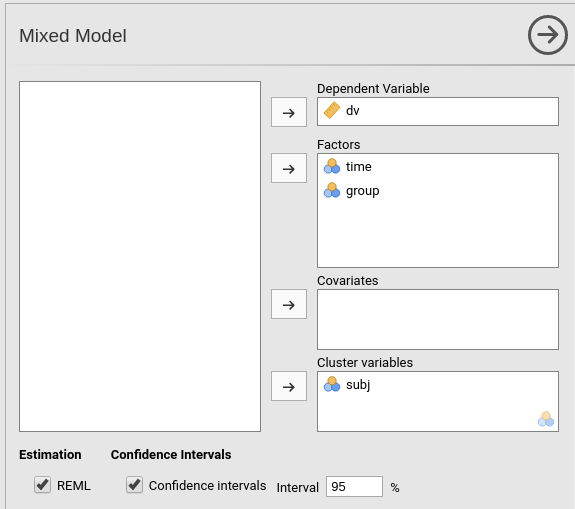 Mixed Model
Dependent Variable
dv
Factors
time
group
Covariates
Cluster variables
subj
Estimation Confidence Intervals
REML Confidence intervals Interval 95 %